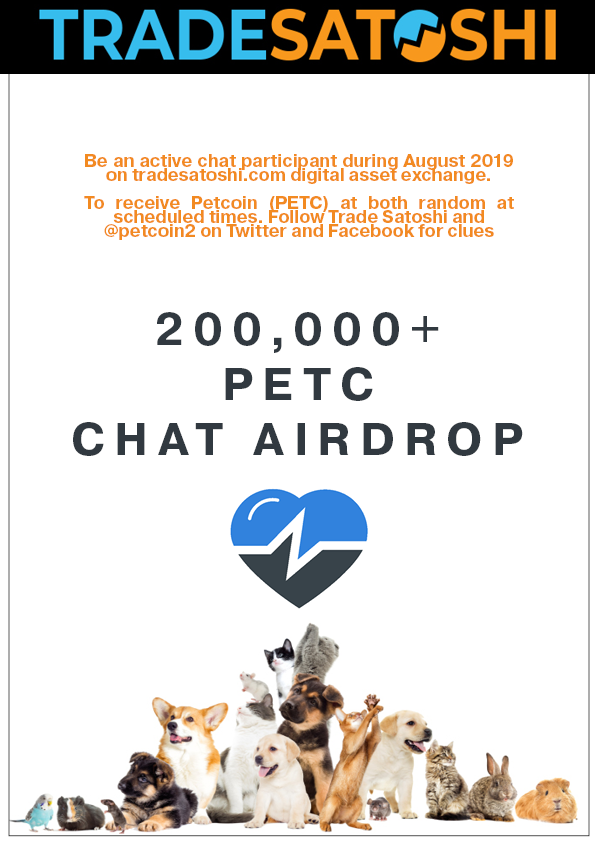 TRADESATOSHI
Be an active chat participant during August 2019
on tradesatoshi.com digital asset exchange.
To receive Petcoin (PETC) at both random at
scheduled times. Follow Trade Satoshi and
@petcoin2 on Twitter and Facebook for clues
200,000+
PETC
CHAT AIRDROP